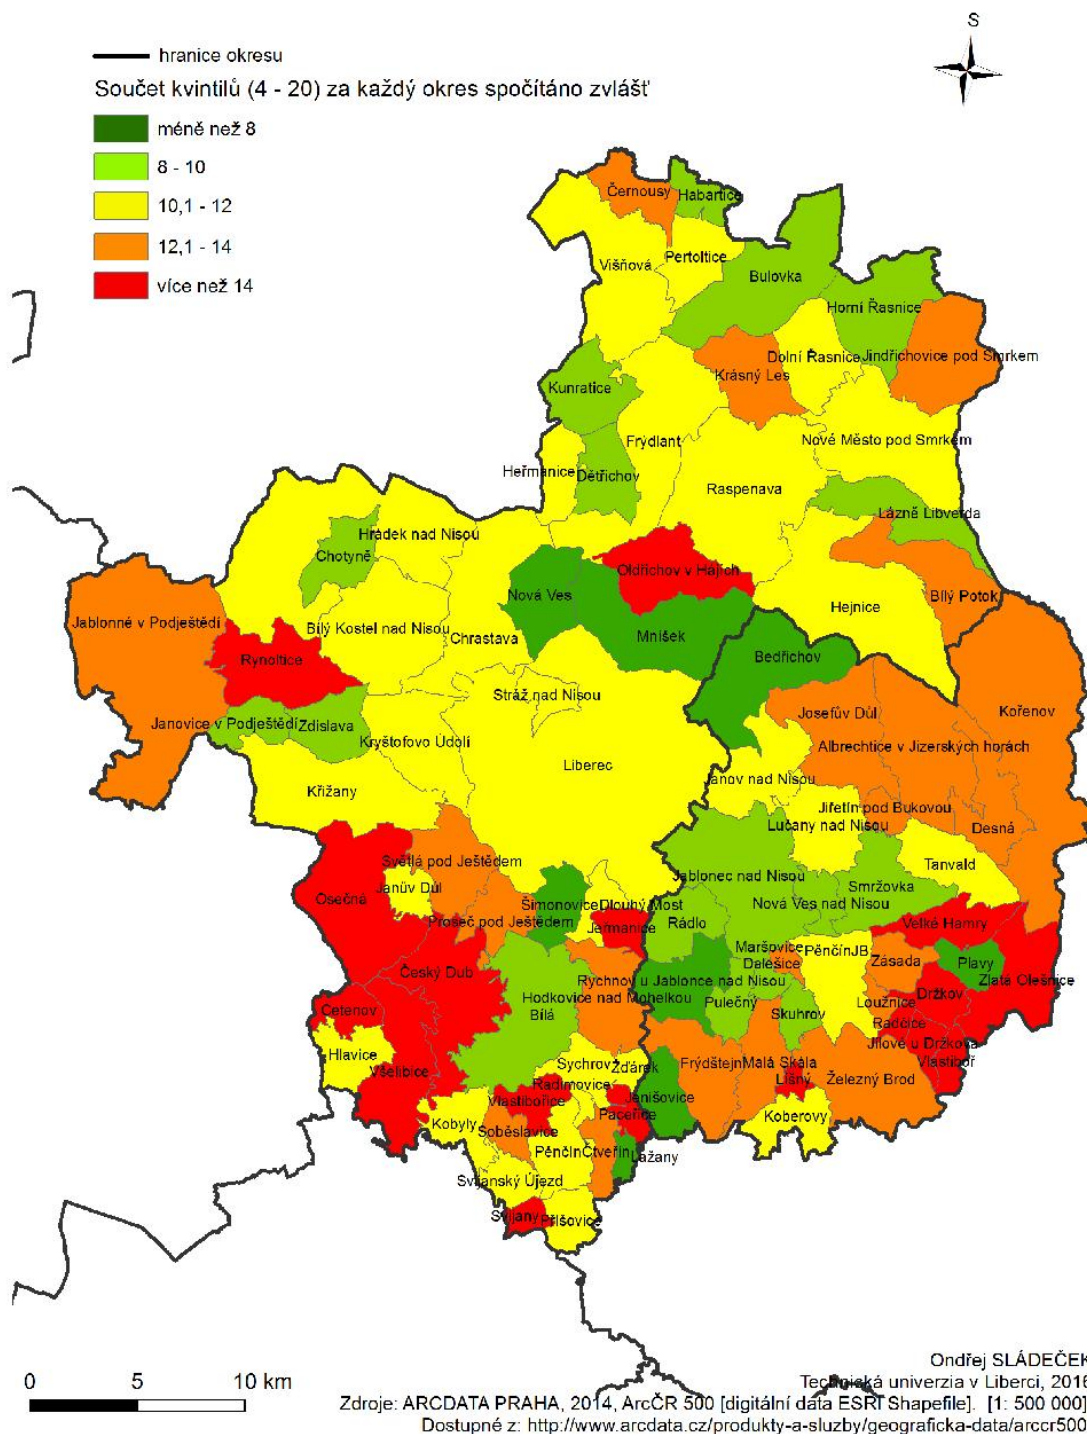 S
hranice okresu
Součet kvintilů (4 - 20) za každý okres spočítáno zvlášť
méně než 8
8 - 10
10,1 - 12
12,1 - 14
více než 14
Černousy
Habartice
Višňová
Pertoltice
Bulovka
Horní Řasnice
Dolní Řasnice
Jindřichovice pod Smrkem
Krásný Les
Kunratice
Frýdlant
Nové Město pod Smrkem
Heřmanice
Dětřichov
Raspenava
Lázně Libverda
Hrádek nad Nisou
Chotyně
Oldřichov v Hájích
Nová Ves
Bílý Potok
Hejnice
Jablonné v Podještědí
Bílý Kostel nad Nisou
Chrastava
Mníšek
Rynoltice
Bedřichov
Stráž nad Nisou
Kořenov
Josefův Důl
Janovice v Podještědí
Zdislava
Kryštofovo Údolí
Albrechtice v Jizerských horách
Liberec
Janov nad Nisou
Křižany
Jiřetín pod Bukovou
Lučany nad Nisou
Desná
Světlá pod Ještědem
Tanvald
Janův Důl
Jablonec nad Nisou
Smržovka
Osečná
Šimonovice
Dlouhý Most
Nová Ves nad Nisou
Proseč pod Ještědem
Jeřmanice
Rádlo
Velké Hamry
Maršovice
Pěnčín JB
Dalešice
Zásada
Plavy
Český Dub
Rychnov u Jablonce nad Nisou
Zlatá Olešnice
Držkov
Hodkovice nad Mohelkou
Pulečný
Loužnice
Cetenov
Bílá
Skuhrov
Radčice
Hlavice
Jílové u Držkova
Sychrov
Žďárek
Frýdštejn
Malá Skála
Vlastiboř
Všelibice
Radimovice
Líšný
Železný Brod
Vlastibořice
Jenišovice
Paceřice
Koberovy
Kobyly
Soběslavice
Pěnčín
Čtveřín
Lažany
Svijanský Újezd
Svijany
Příšovice
0 5 10 km
Ondřej SLÁDEČEK
Technická univerzia v Liberci, 2016
Zdroje: ARCDATA PRAHA, 2014, ArcČR 500 [digitální data ESRI Shapefile]. [1: 500 000]
Dostupné z: http://www.arcdata.cz/produkty-a-sluzby/geograficka-data/arccr500